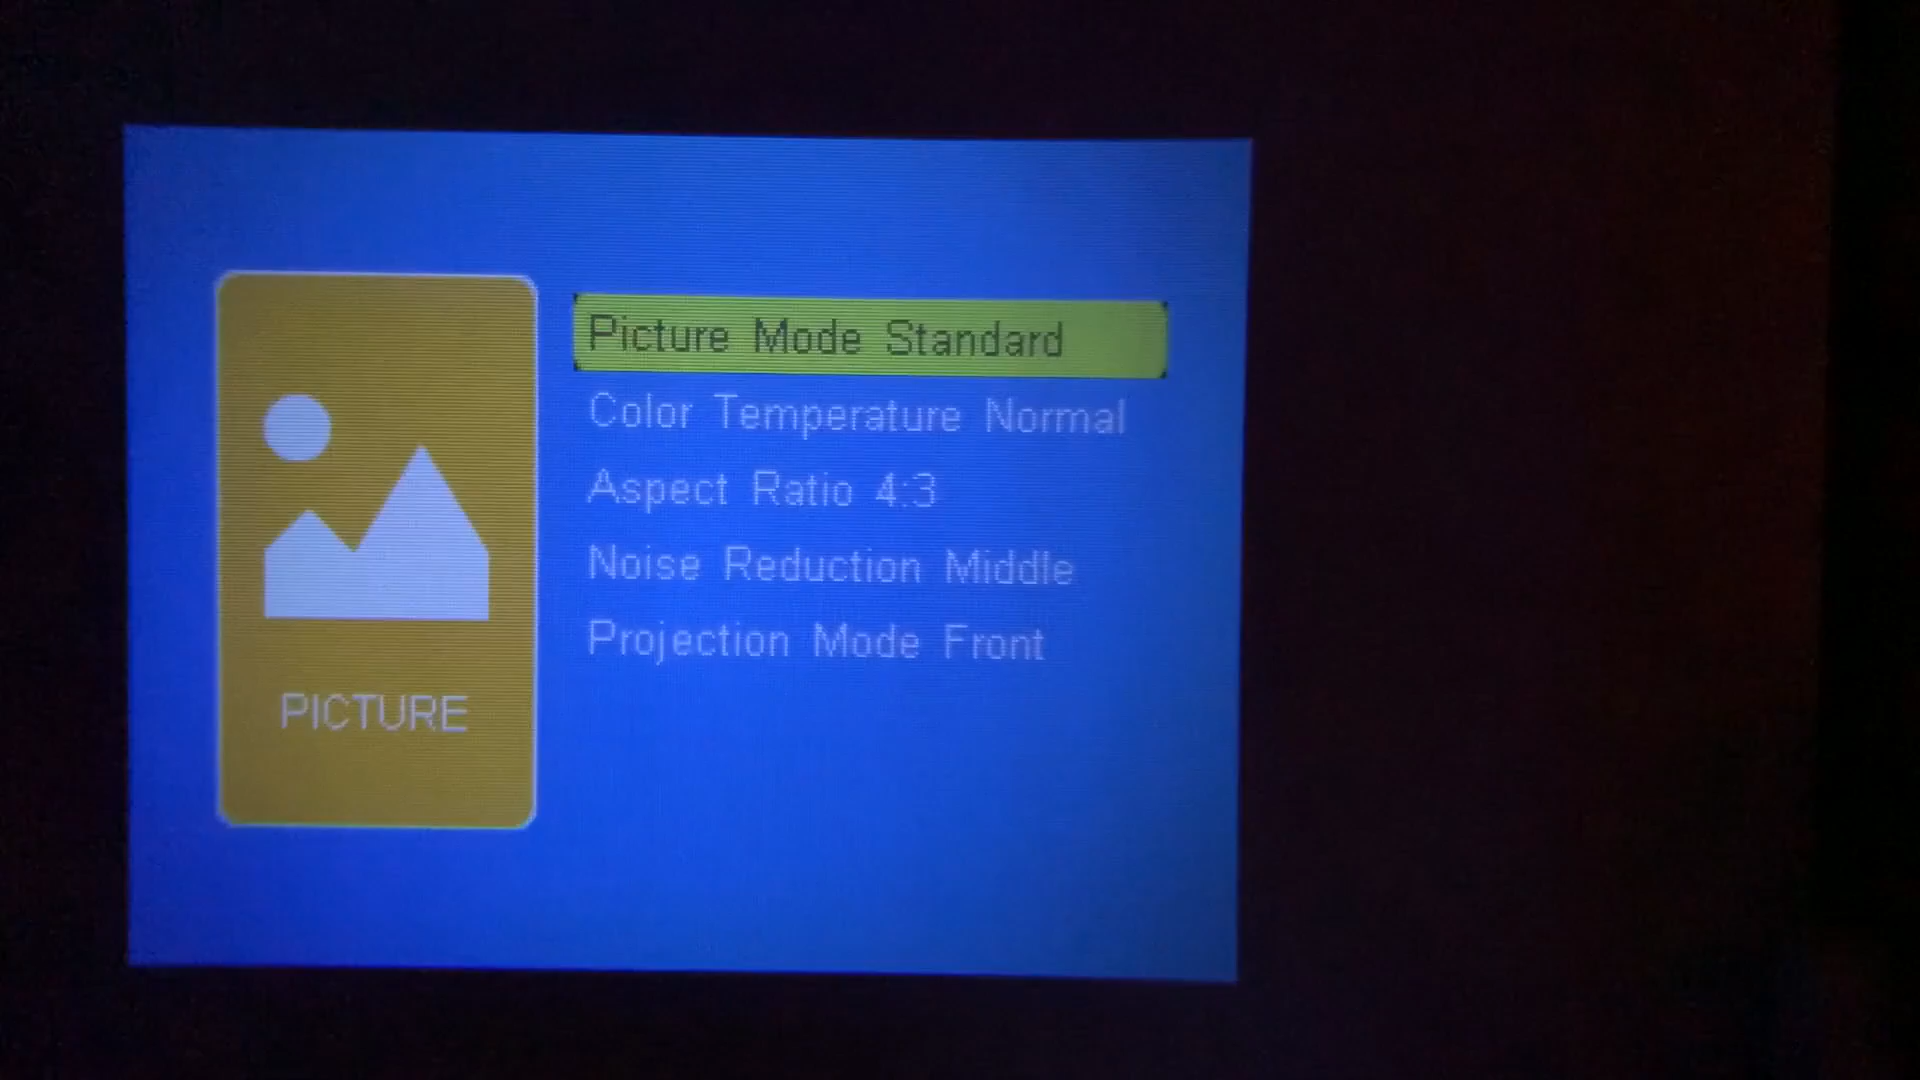 Picture Mode Standard
Color Temperature Normal
Aspect Ratio 4:3
Noise Reduction Middle
Projection Mode Front
PICTURE